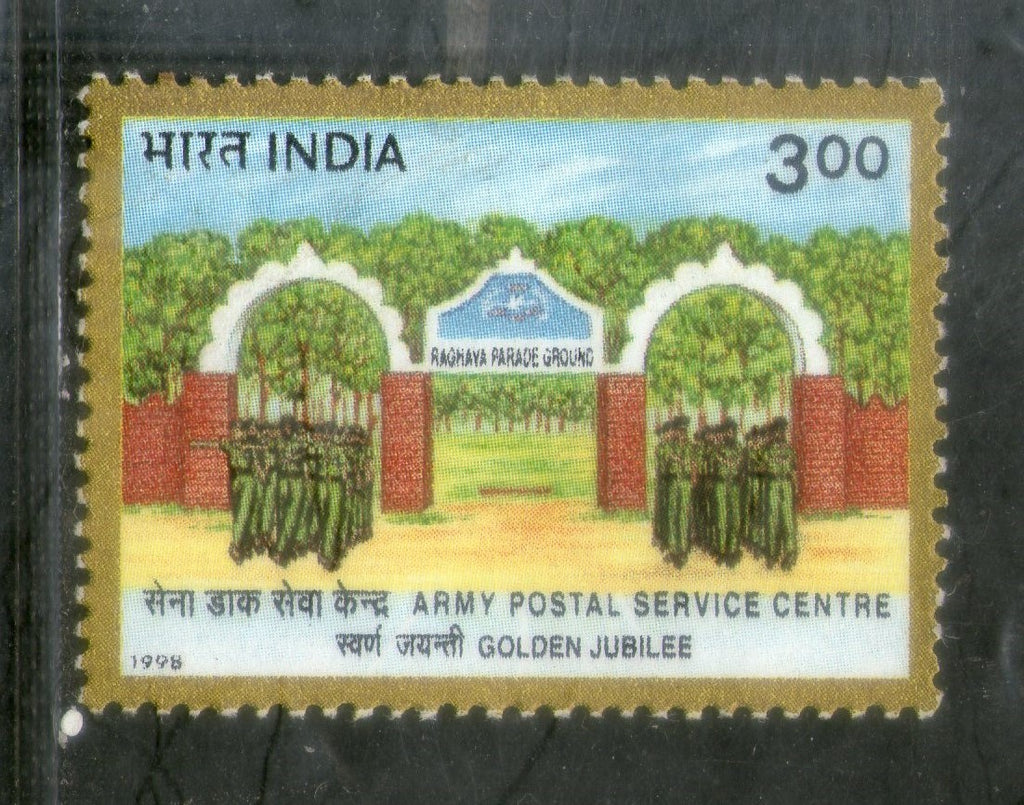 भारत INDIA
3.00
RAGHAVA PARADE GROUND
सेना डाक सेवा केन्द्र ARMY POSTAL SERVICE CENTRE
स्वर्ण जयन्ती GOLDEN JUBILEE
1998